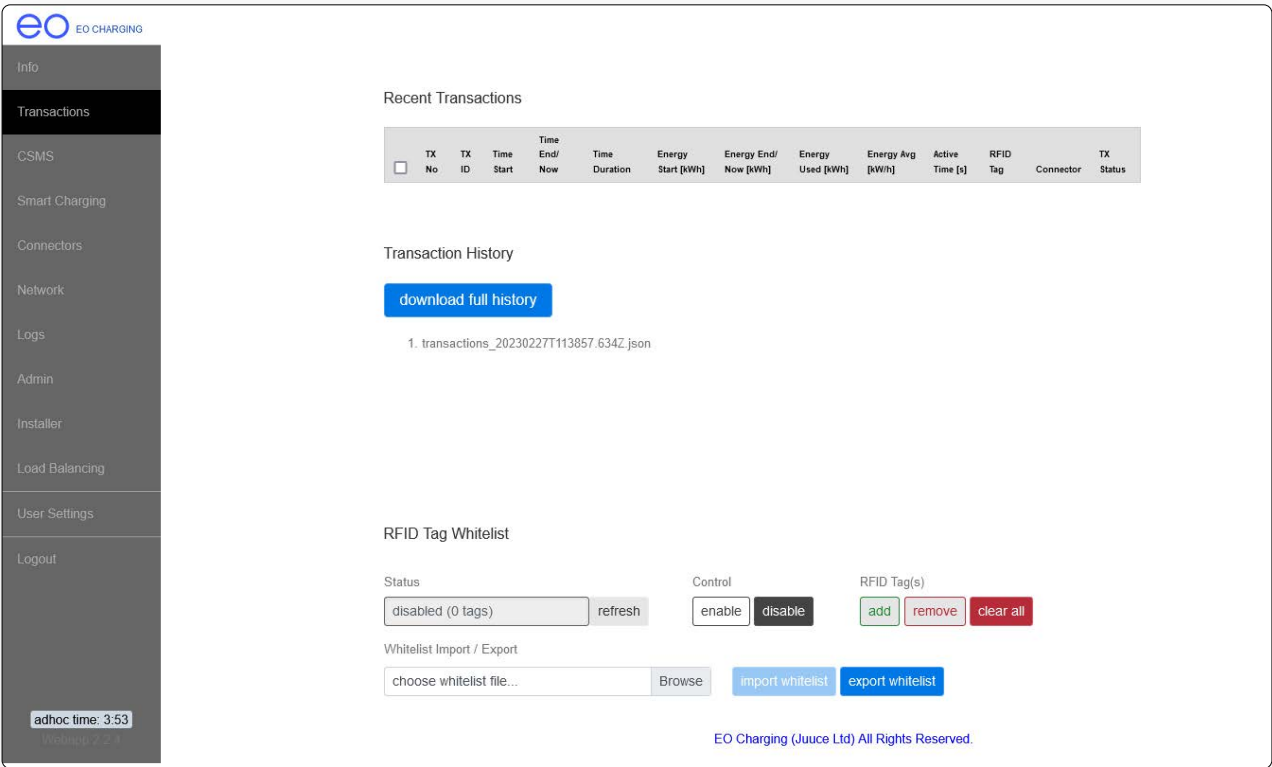 eo EO CHARGING
Info
Transactions
CSMS
Smart Charging
Connectors
Network
Logs
Admin
Installer
Load Balancing
User Settings
Logout
adhoc time: 3:53
Webapp 2.2.
Recent Transactions
TX No
TX ID
Time Start
Time End/ Now
Time Duration
Energy Start [kWh]
Energy End/ Now [kWh]
Energy Used [kWh]
Energy Avg [kW/h]
Active Time [s]
RFID Tag
Connector
TX Status
Transaction History
download full history
1. transactions_20230227T113857.634Z.json
RFID Tag Whitelist
Status
Control
RFID Tag(s)
disabled (0 tags) refresh enable disable add remove clear all
Whitelist Import / Export
choose whitelist file... Browse import whitelist export whitelist
EO Charging (Juuce Ltd) All Rights Reserved.